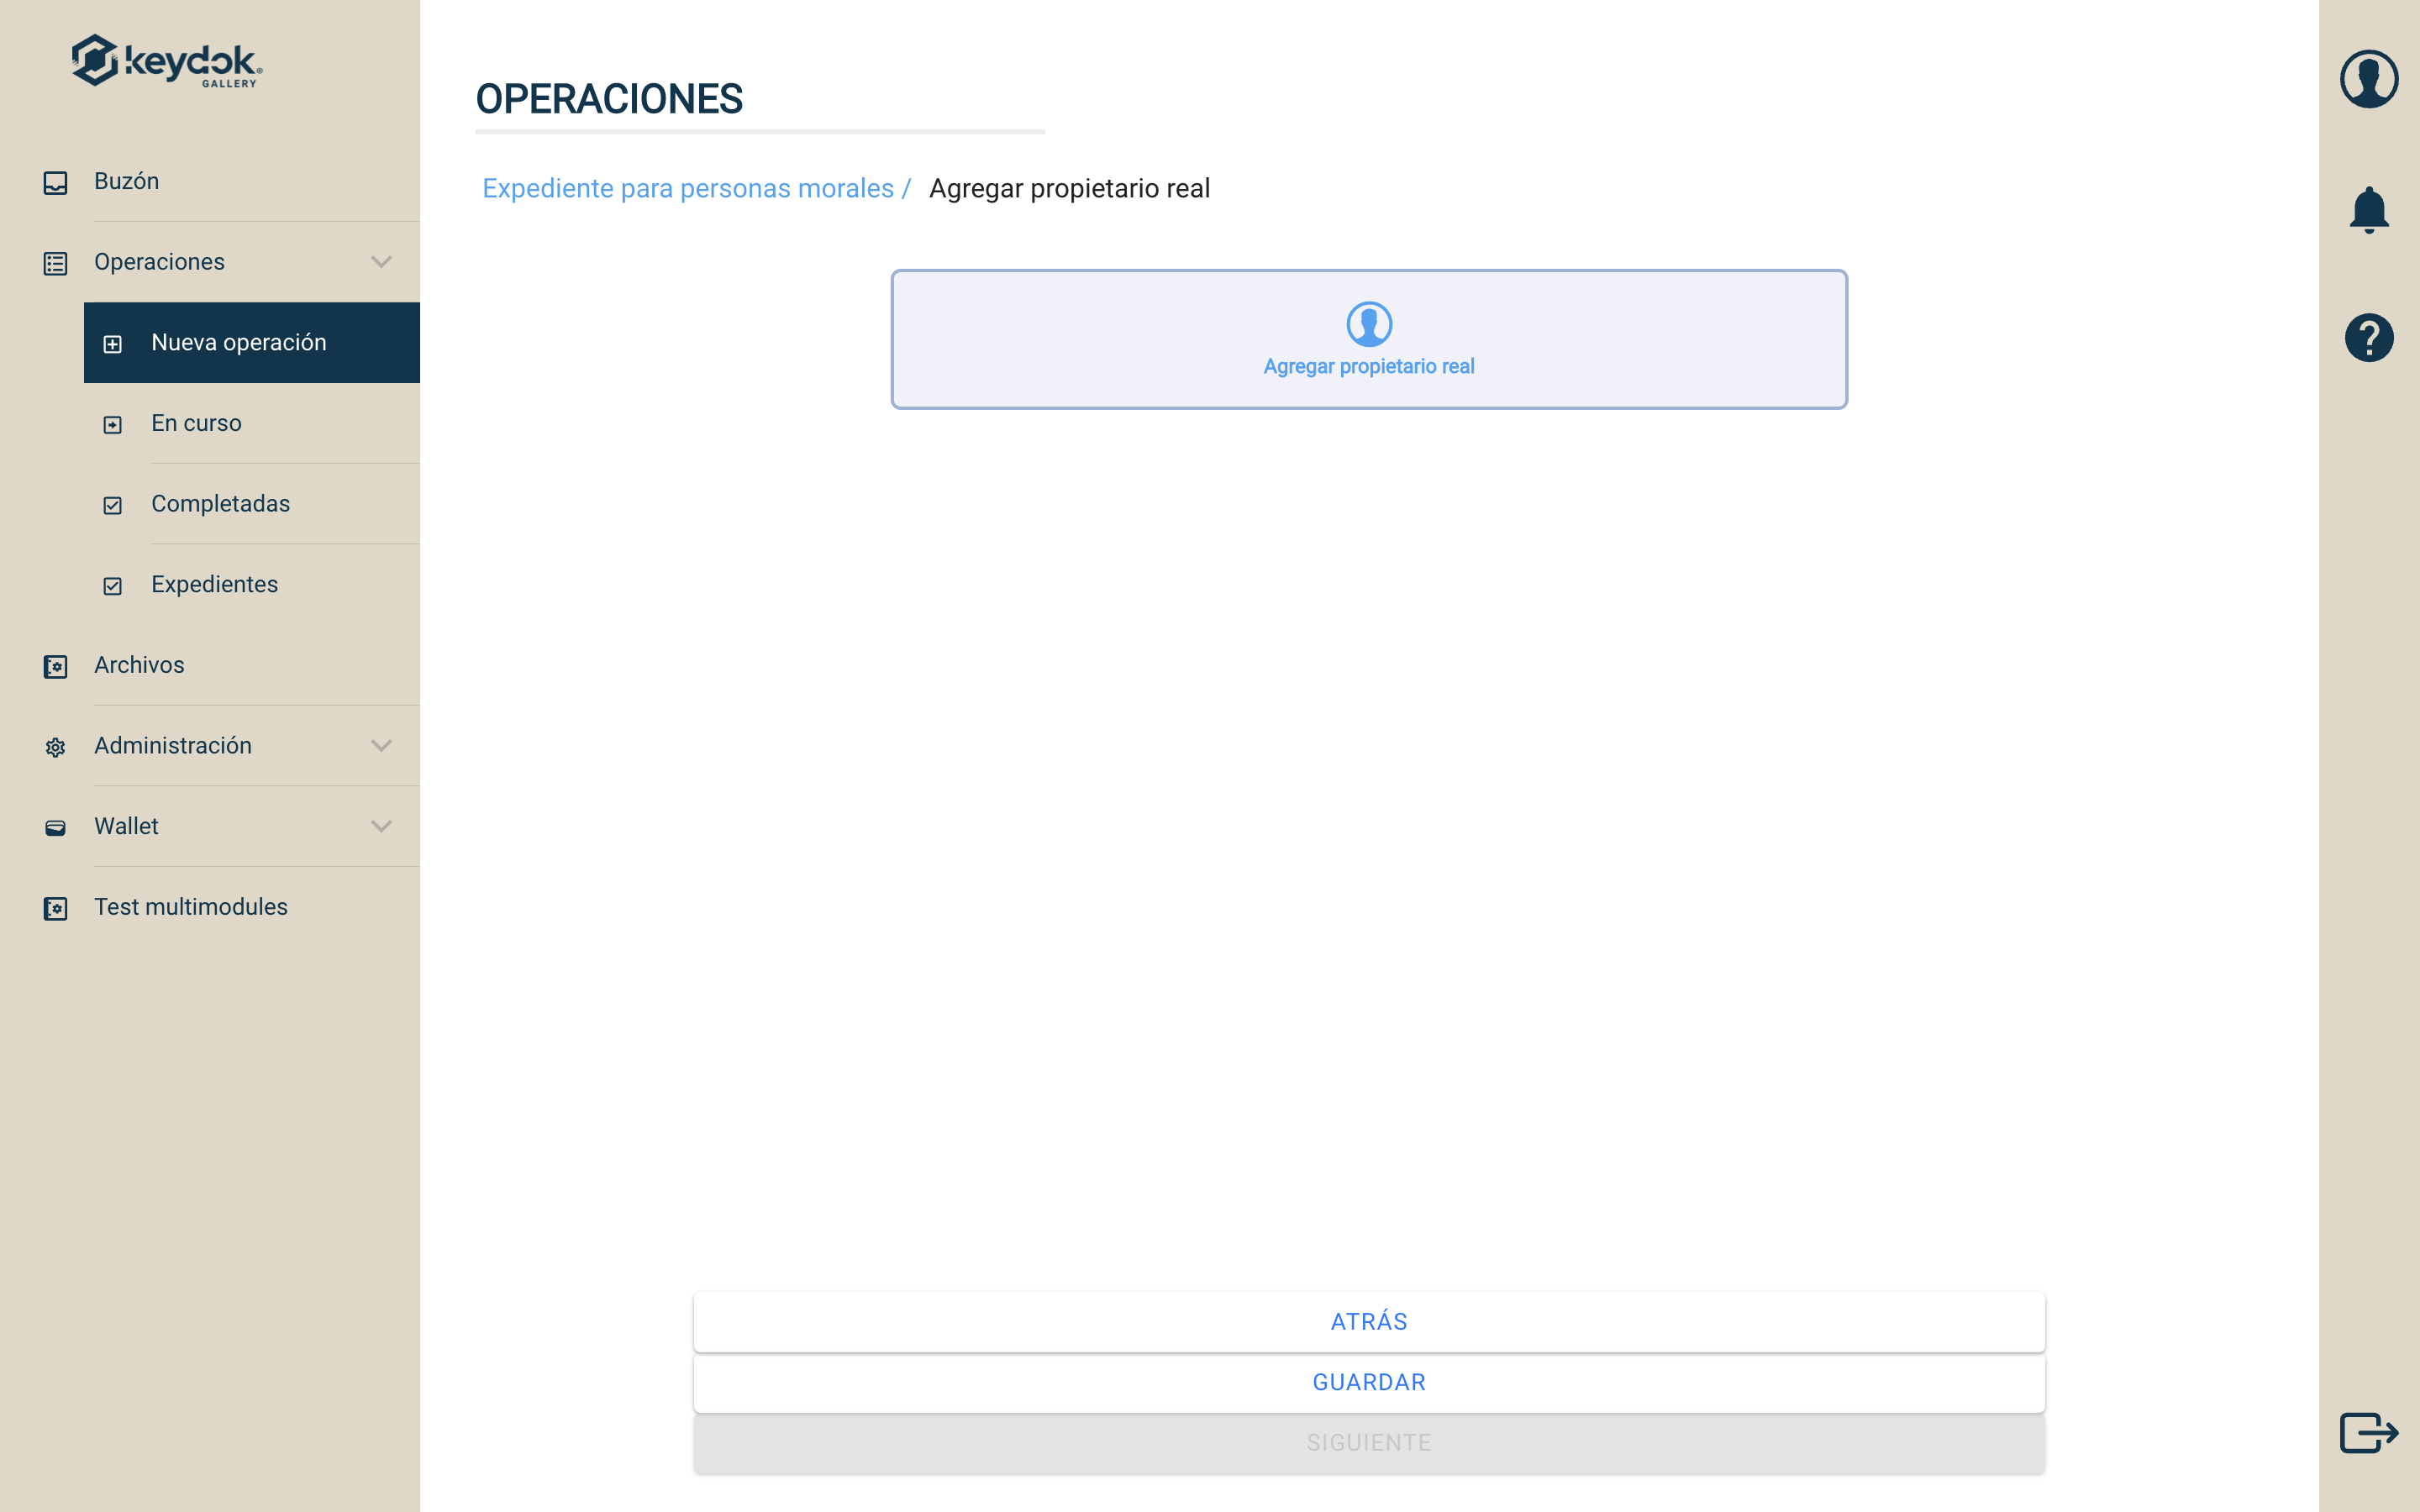 keydok®
GALLERY
Buzón
Operaciones
Nueva operación
En curso
Completadas
Expedientes
Archivos
Administración
Wallet
Test multimodules
OPERACIONES
Expediente para personas morales / Agregar propietario real
Agregar propietario real
ATRÁS
GUARDAR
SIGUIENTE